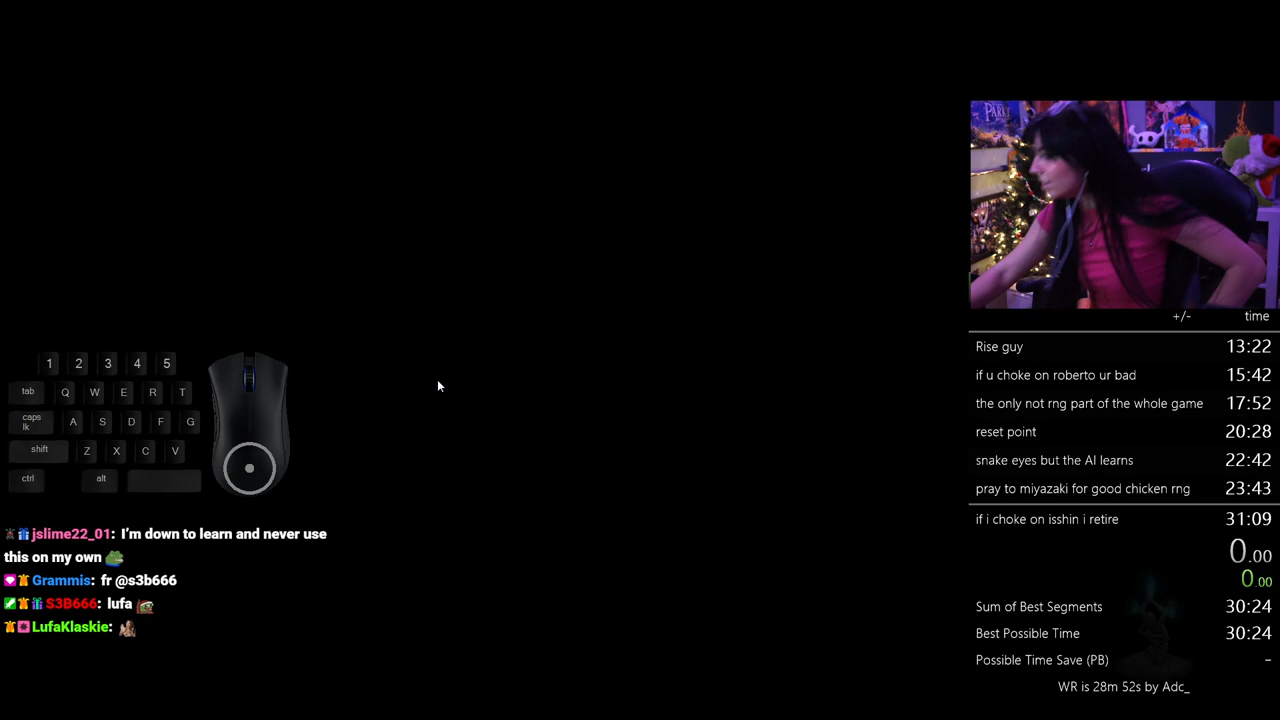 PARKY
+/- time
Rise guy 13:22
if u choke on roberto ur bad 15:42
the only not rng part of the whole game 17:52
reset point 20:28
snake eyes but the AI learns 22:42
pray to miyazaki for good chicken rng 23:43
if i choke on isshin i retire 31:09
0.00
0.00
Sum of Best Segments 30:24
Best Possible Time 30:24
Possible Time Save (PB) -
WR is 28m 52s by Adc_
1 2 3 4 5
tab Q W E R T
caps
lk A S D F G
shift Z X C V
ctrl alt
jslime22_01: I’m down to learn and never use
this on my own
Grammis: fr @s3b666
S3B666: lufa
LufaKlaskie: